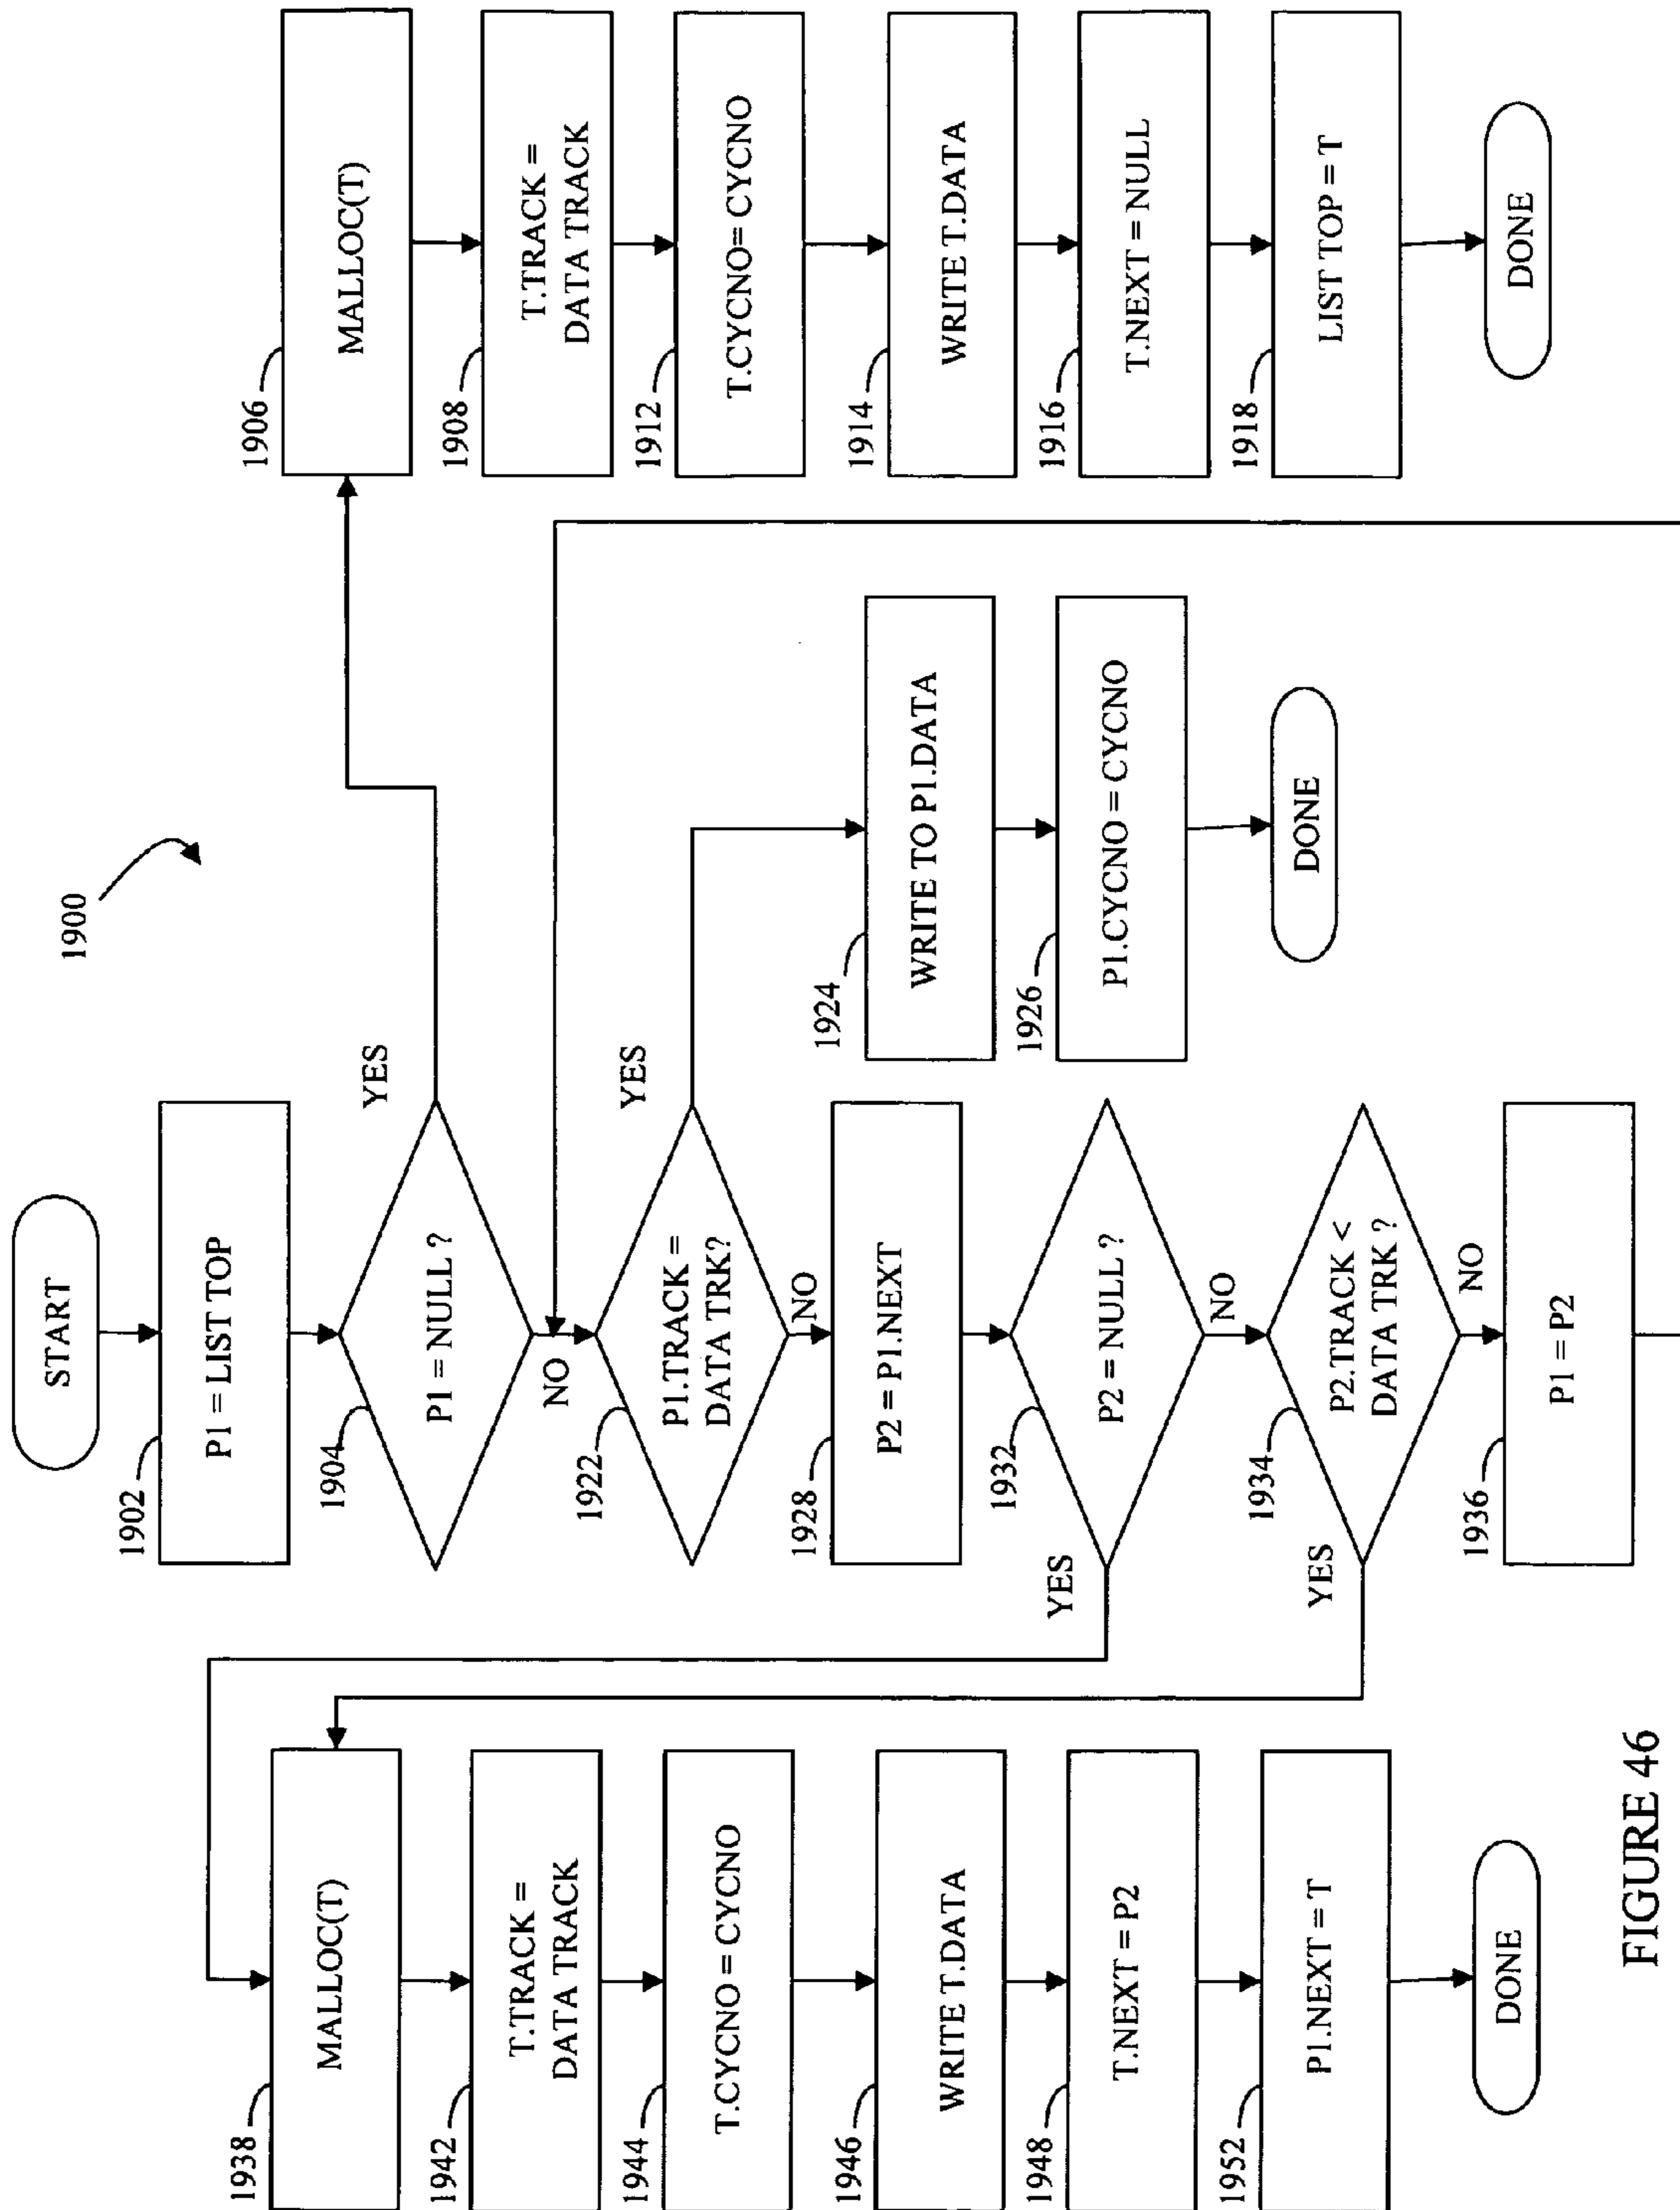 1900
START
1902
P1 = LIST TOP
1904
P1 = NULL ?
YES
NO
1906
MALLOC(T)
1908
T.TRACK =
DATA TRACK
1912
T.CYCNO= CYCNO
1914
WRITE T.DATA
1916
T.NEXT = NULL
1918
LIST TOP = T
DONE
1922
P1.TRACK =
DATA TRK?
YES
NO
1924
WRITE TO P1.DATA
1926
P1.CYCNO = CYCNO
DONE
1928
P2 = P1.NEXT
1932
P2 = NULL ?
YES
NO
1934
P2.TRACK <
DATA TRK ?
YES
NO
1936
P1 = P2
1938
MALLOC(T)
1942
T.TRACK =
DATA TRACK
1944
T.CYCNO = CYCNO
1946
WRITE T.DATA
1948
T.NEXT = P2
1952
P1.NEXT = T
DONE
FIGURE 46